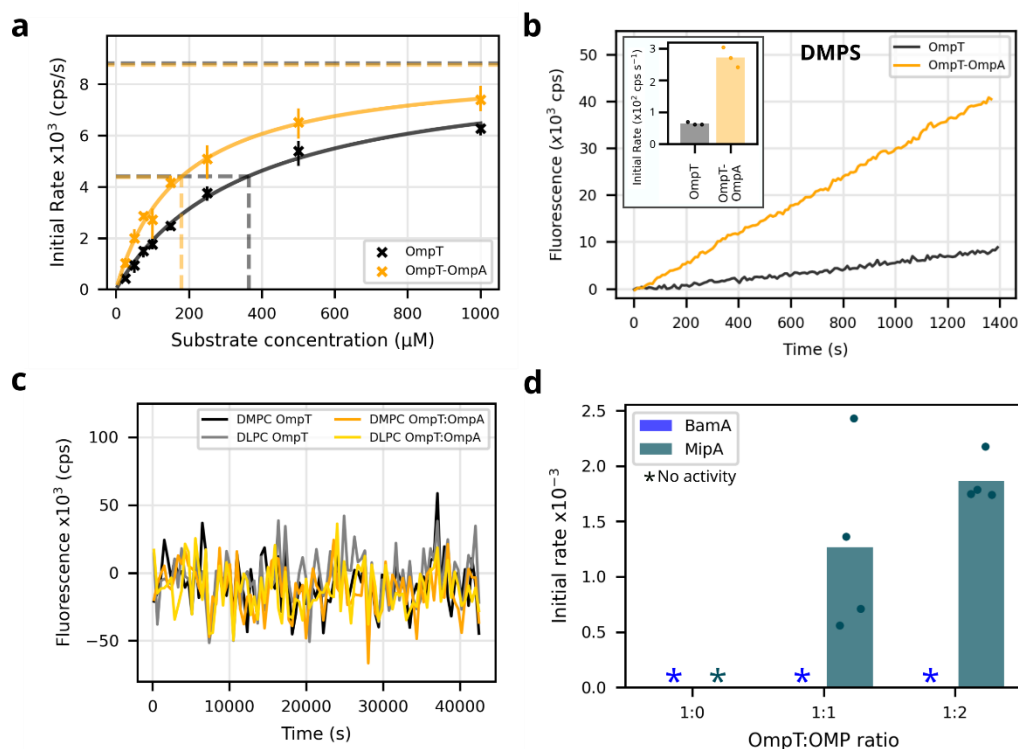 a
Initial Rate x10³ (cps/s)
8
6
4
2
0
OmpT
OmpT-OmpA
0 200 400 600 800 1000
Substrate concentration (μM)
b
Fluorescence (x10³ cps)
50
40
30
20
10
0
DMPS
OmpT
OmpT-OmpA
Initial Rate (x10² cps s⁻¹)
3
2
1
0
OmpT
OmpT-
OmpA
0 200 400 600 800 1000 1200 1400
Time (s)
c
Fluorescence x10³ (cps)
100
50
0
−50
DMPC OmpT
DLPC OmpT
DMPC OmpT:OmpA
DLPC OmpT:OmpA
0 10000 20000 30000 40000
Time (s)
d
Initial rate x10⁻³
2.5
2.0
1.5
1.0
0.5
0.0
BamA
MipA
*No activity
* * * *
1:0 1:1 1:2
OmpT:OMP ratio